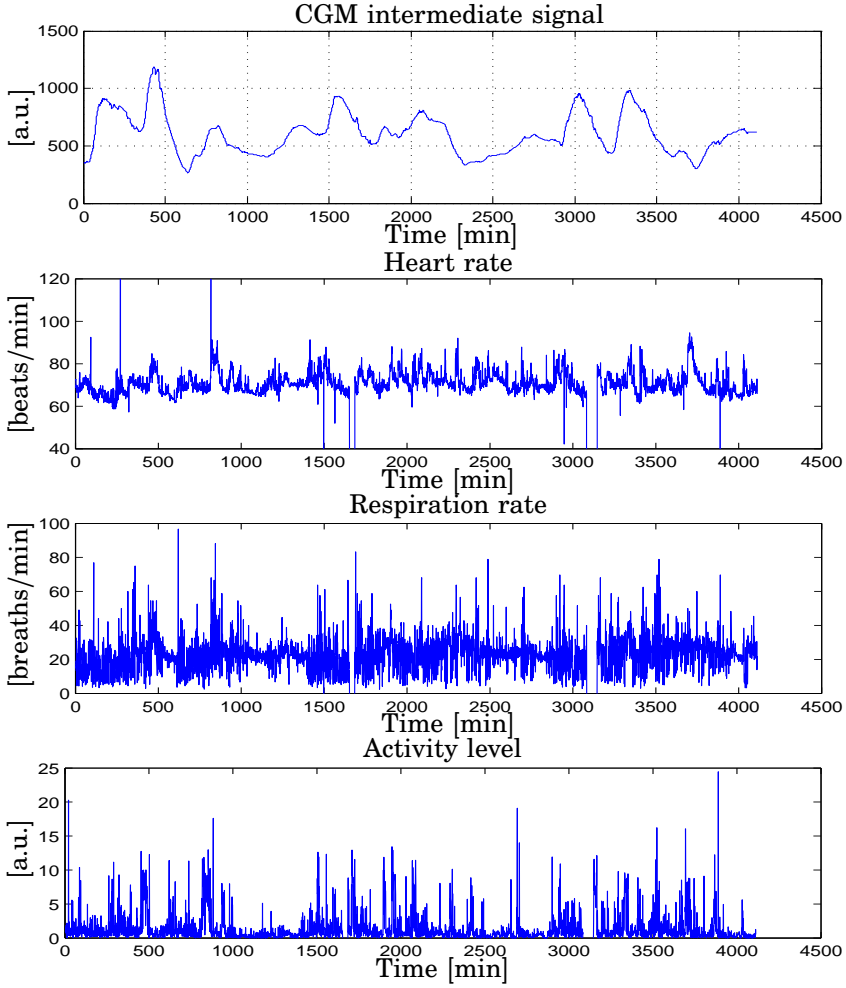 CGM intermediate signal
1500
1000
500
0
[a.u.]
0 500 1000 1500 2000 2500 3000 3500 4000 4500
Time [min]
Heart rate
120
100
80
60
40
[beats/min]
0 500 1000 1500 2000 2500 3000 3500 4000 4500
Time [min]
Respiration rate
100
80
60
40
20
0
[breaths/min]
0 500 1000 1500 2000 2500 3000 3500 4000 4500
Time [min]
Activity level
25
20
15
10
5
0
[a.u.]
0 500 1000 1500 2000 2500 3000 3500 4000 4500
Time [min]